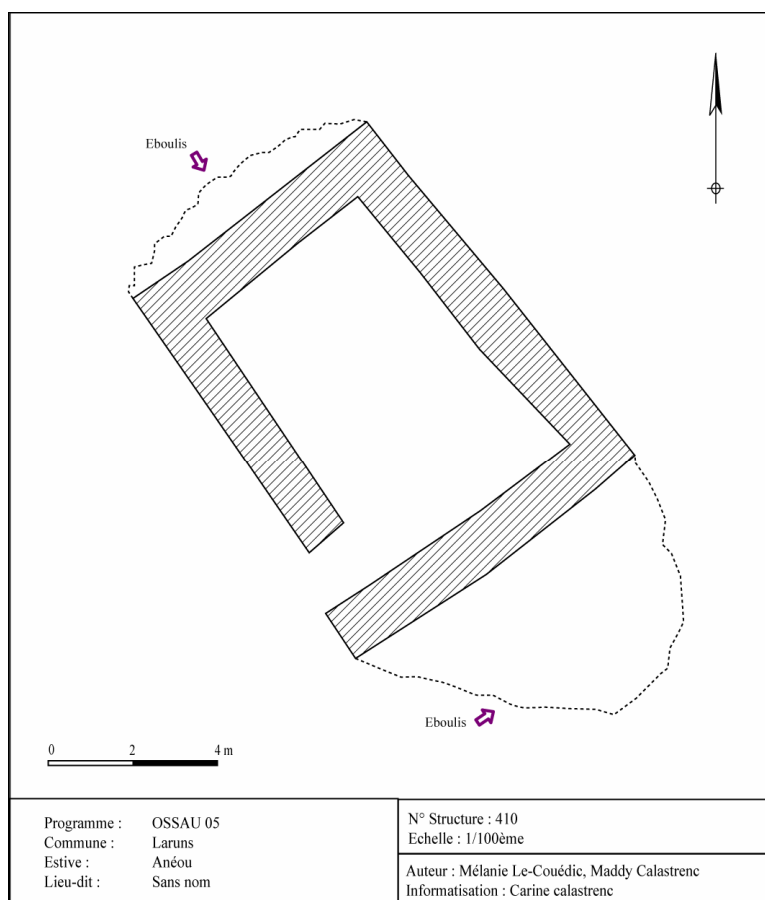 Eboulis
Eboulis
0 2 4 m
Programme : OSSAU 05
Commune : Laruns
Estive : Anéou
Lieu-dit : Sans nom
N° Structure : 410
Echelle : 1/100ème
Auteur : Mélanie Le-Couédic, Maddy Calastrenc
Informatisation : Carine calastrenc